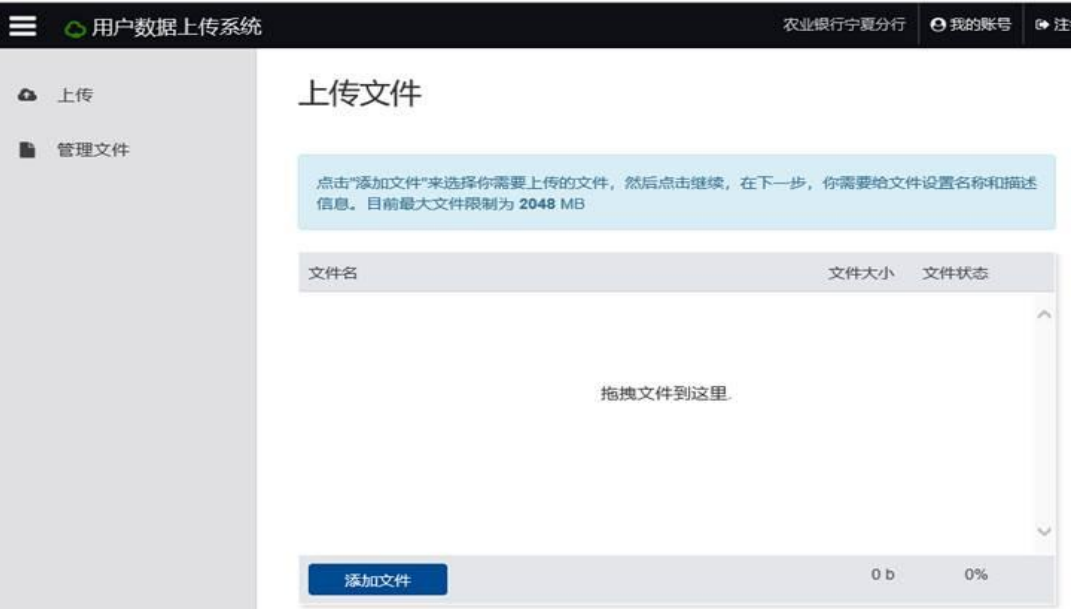 用户数据上传系统 农业银行宁夏分行 我的账号 注
上传
管理文件
上传文件
点击"添加文件"来选择你需要上传的文件，然后点击继续，在下一步，你需要给文件设置名称和描述
信息。目前最大文件限制为 2048 MB
文件名 文件大小 文件状态
拖拽文件到这里.
添加文件 0 b 0%